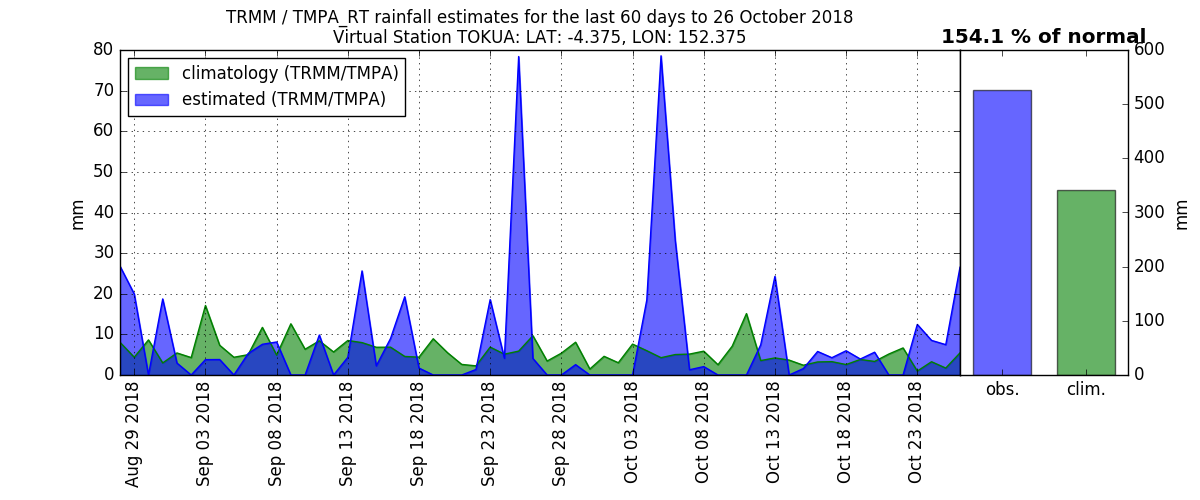 TRMM / TMPA_RT rainfall estimates for the last 60 days to 26 October 2018
Virtual Station TOKUA: LAT: -4.375, LON: 152.375
154.1 % of normal
climatology (TRMM/TMPA)
estimated (TRMM/TMPA)
80
70
60
50
40
30
20
10
0
mm
Aug 29 2018
Sep 03 2018
Sep 08 2018
Sep 13 2018
Sep 18 2018
Sep 23 2018
Sep 28 2018
Oct 03 2018
Oct 08 2018
Oct 13 2018
Oct 18 2018
Oct 23 2018
obs.
clim.
600
500
400
300
200
100
0
mm